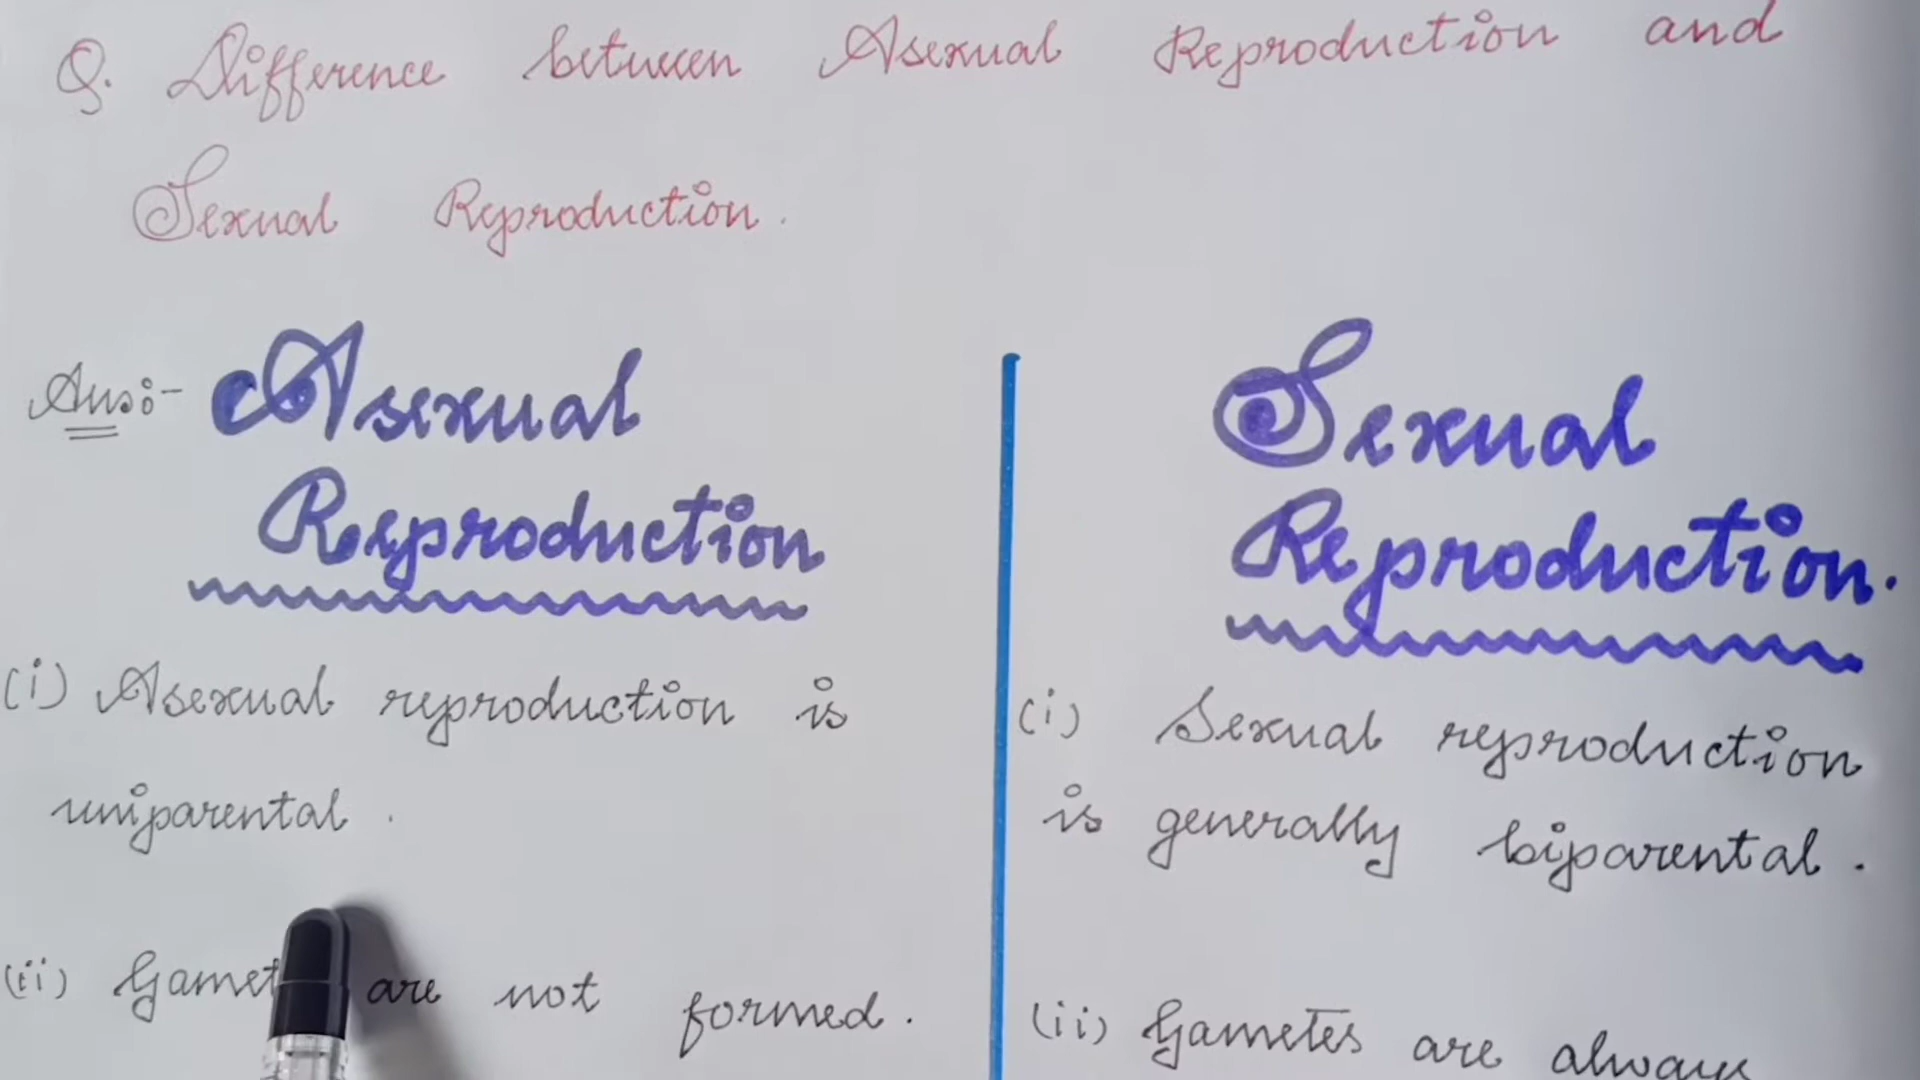 Q. Difference between Asexual Reproduction and
Sexual Reproduction.
Ans:-
Asexual
Reproduction
(i) Asexual reproduction is
uniparental.
(ii) are not formed.
Sexual
Reproduction.
(i) Sexual reproduction
is generally biparental.
(ii) Gametes are always